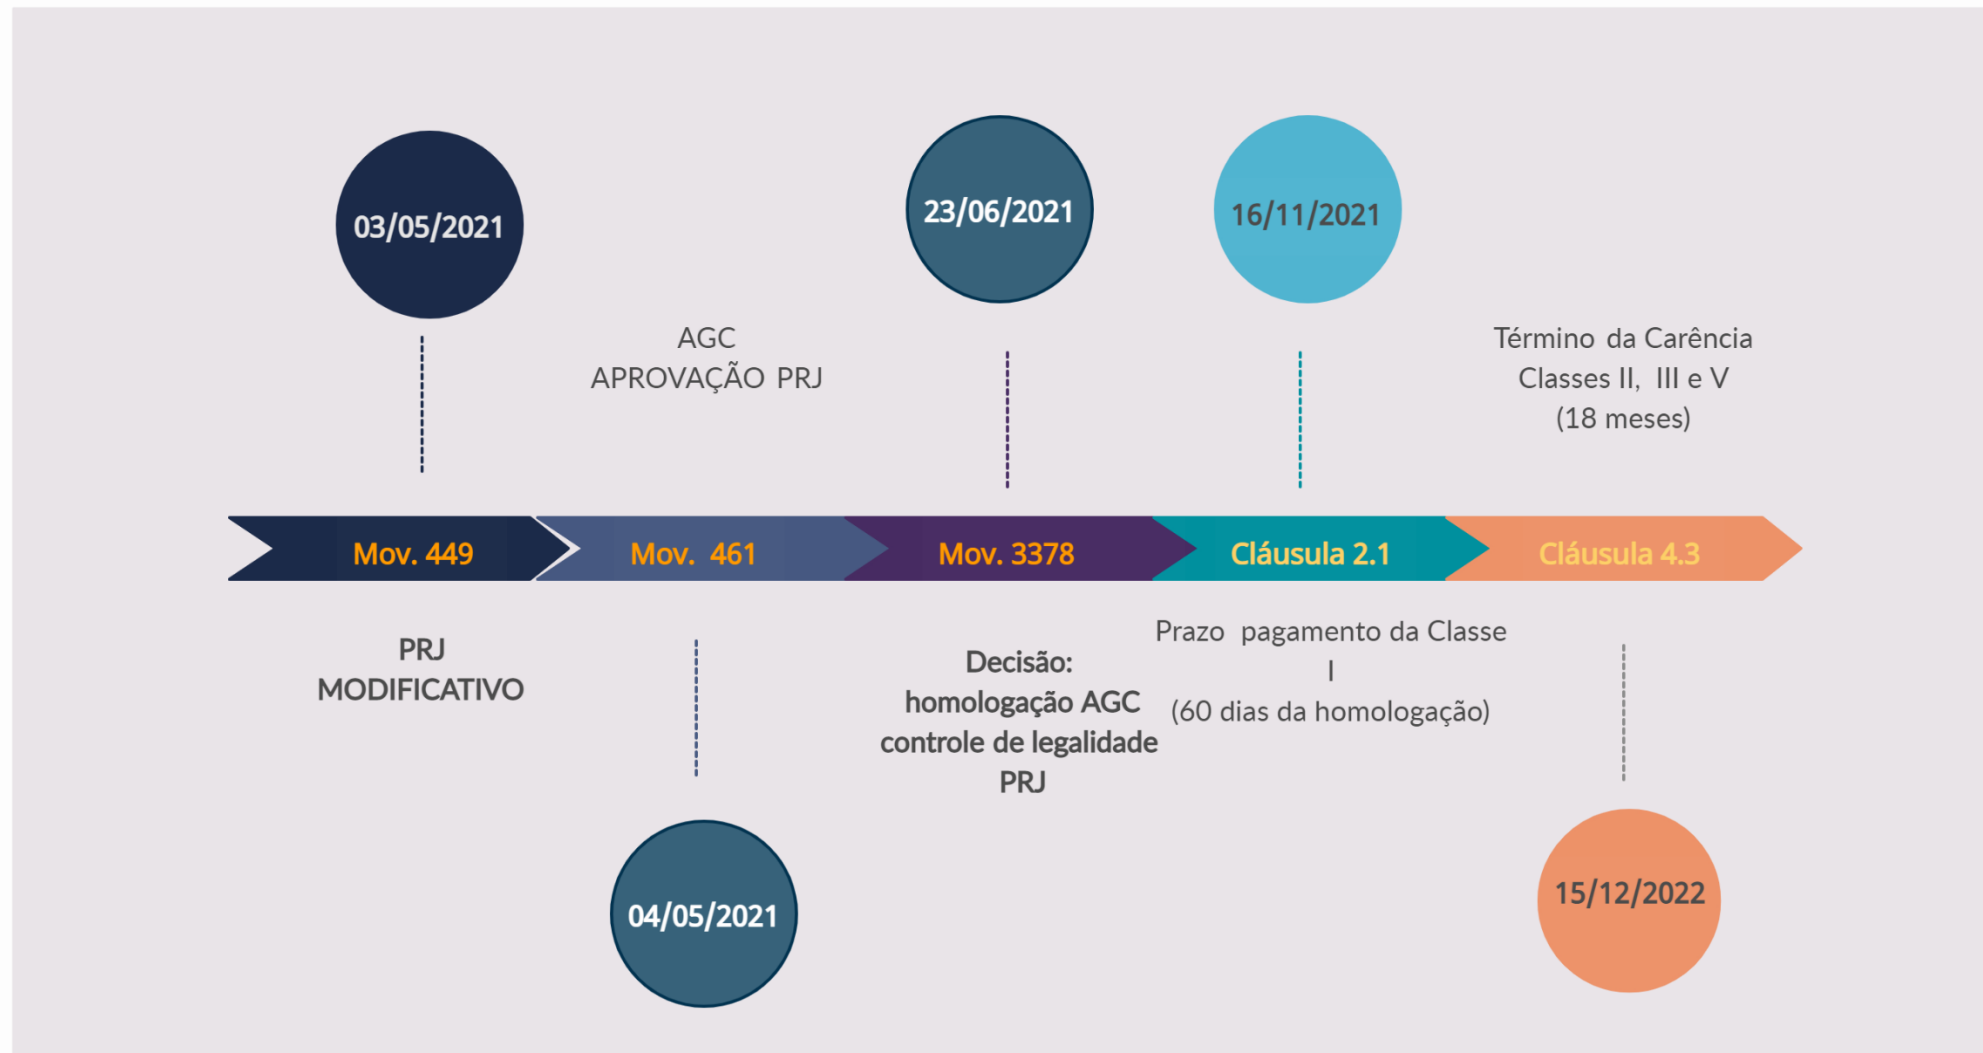 03/05/2021
23/06/2021
16/11/2021
AGC
APROVAÇÃO PRJ
Término da Carência
Classes II, III e V
(18 meses)
Mov. 449
Mov. 461
Mov. 3378
Cláusula 2.1
Cláusula 4.3
PRJ
MODIFICATIVO
Decisão:
homologação AGC
controle de legalidade
PRJ
Prazo pagamento da Classe
I
(60 dias da homologação)
04/05/2021
15/12/2022